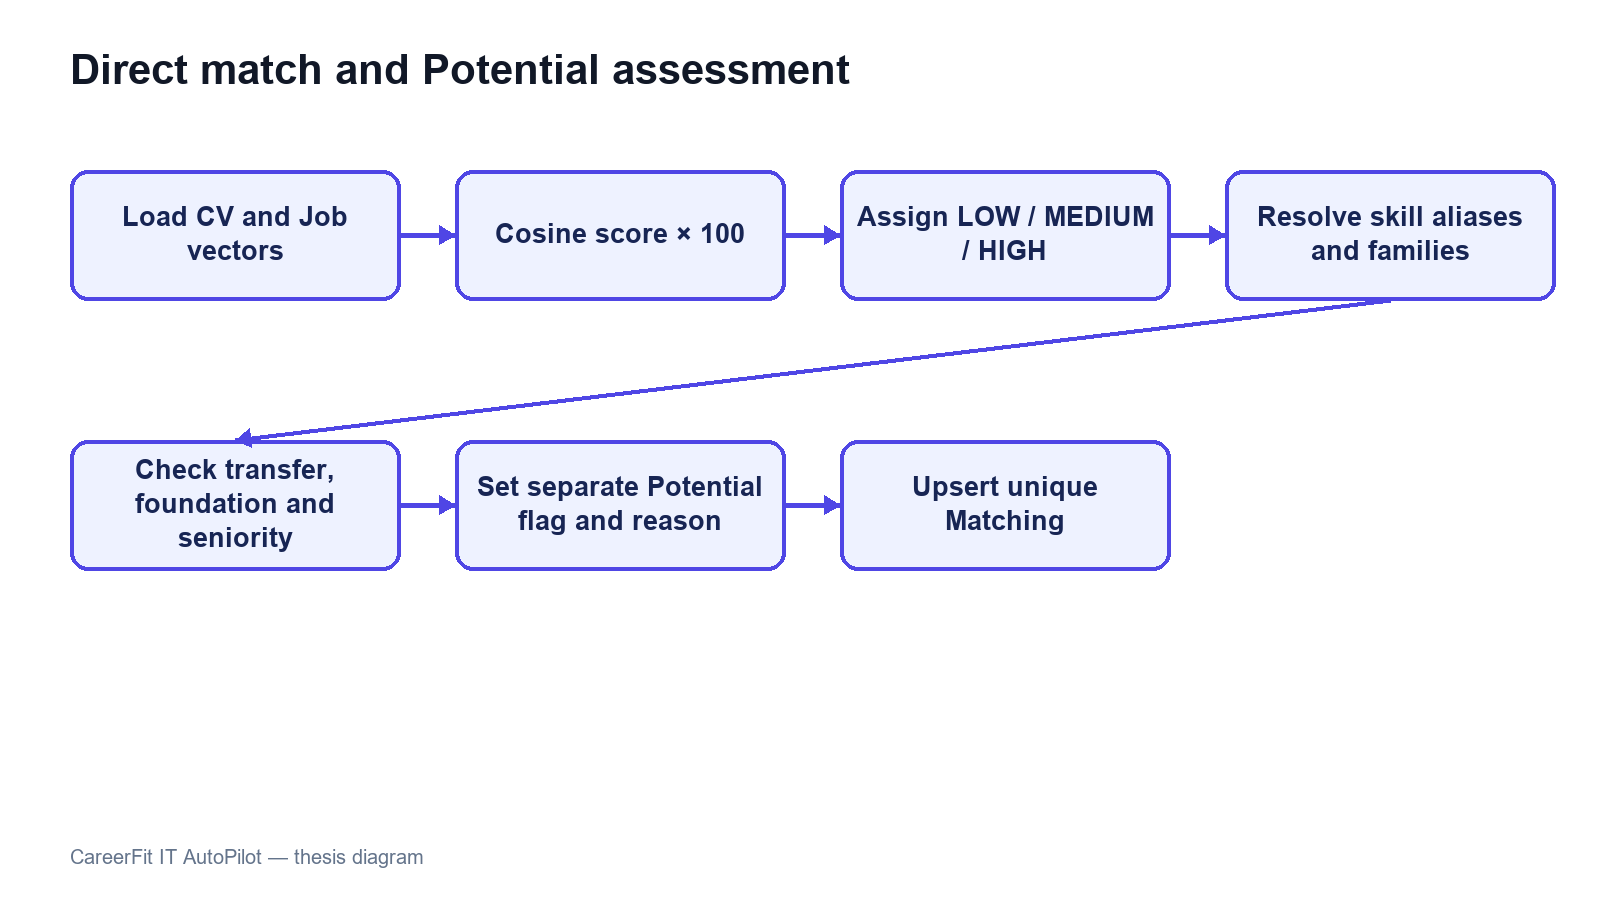 Direct match and Potential assessment
Load CV and Job
vectors
Cosine score × 100
Assign LOW / MEDIUM
/ HIGH
Resolve skill aliases
and families
Check transfer,
foundation and
seniority
Set separate Potential
flag and reason
Upsert unique
Matching
CareerFit IT AutoPilot — thesis diagram